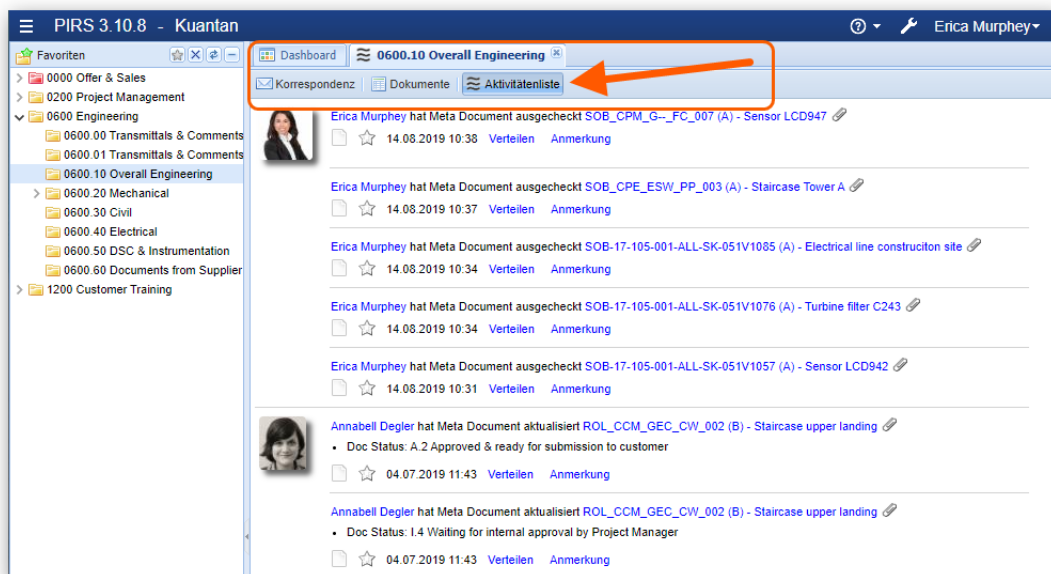 PIRS 3.10.8 - Kuantan
Erica Murphey
Favoriten
Dashboard
0600.10 Overall Engineering
Korrespondenz
Dokumente
Aktivitätenliste
0000 Offer & Sales
0200 Project Management
0600 Engineering
0600.00 Transmittals & Comments
0600.01 Transmittals & Comments
0600.10 Overall Engineering
0600.20 Mechanical
0600.30 Civil
0600.40 Electrical
0600.50 DSC & Instrumentation
0600.60 Documents from Supplier
1200 Customer Training
Erica Murphey hat Meta Document ausgecheckt SOB_CPM_G--_FC_007 (A) - Sensor LCD947
14.08.2019 10:38 Verteilen Anmerkung
Erica Murphey hat Meta Document ausgecheckt SOB_CPE_ESW_PP_003 (A) - Staircase Tower A
14.08.2019 10:37 Verteilen Anmerkung
Erica Murphey hat Meta Document ausgecheckt SOB-17-105-001-ALL-SK-051V1085 (A) - Electrical line construciton site
14.08.2019 10:34 Verteilen Anmerkung
Erica Murphey hat Meta Document ausgecheckt SOB-17-105-001-ALL-SK-051V1076 (A) - Turbine filter C243
14.08.2019 10:34 Verteilen Anmerkung
Erica Murphey hat Meta Document ausgecheckt SOB-17-105-001-ALL-SK-051V1057 (A) - Sensor LCD942
14.08.2019 10:31 Verteilen Anmerkung
Annabell Degler hat Meta Document aktualisiert ROL_CCM_GEC_CW_002 (B) - Staircase upper landing
• Doc Status: A.2 Approved & ready for submission to customer
04.07.2019 11:43 Verteilen Anmerkung
Annabell Degler hat Meta Document aktualisiert ROL_CCM_GEC_CW_002 (B) - Staircase upper landing
• Doc Status: I.4 Waiting for internal approval by Project Manager
04.07.2019 11:43 Verteilen Anmerkung